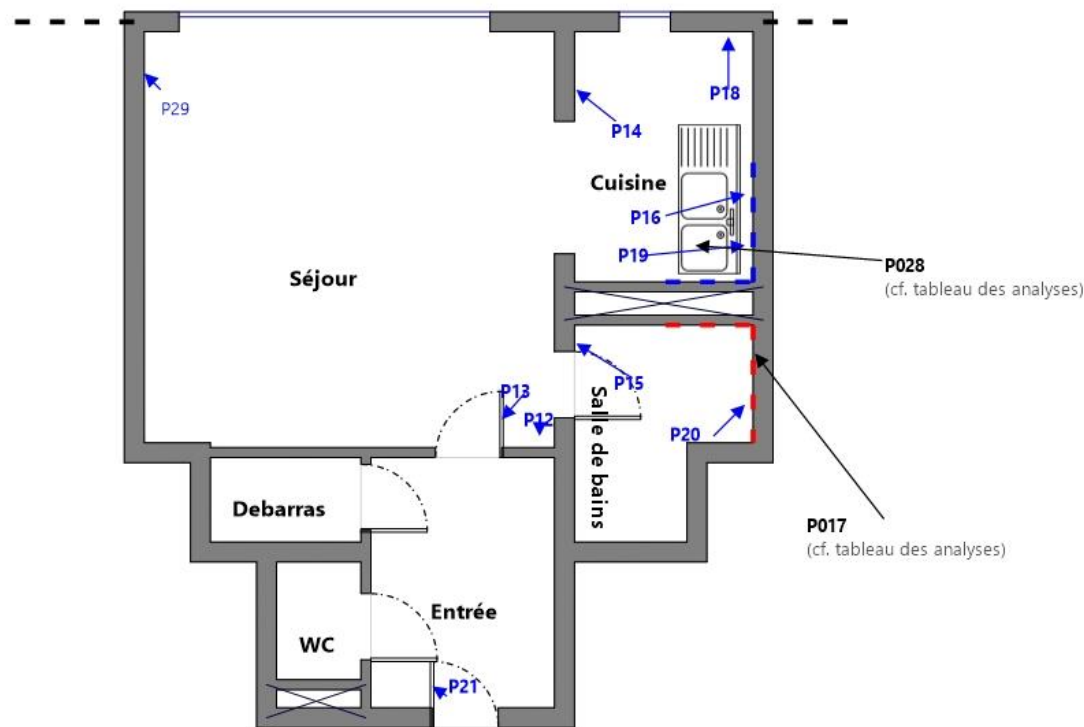 P29
P18
P14
Cuisine
P16
P19
P028
(cf. tableau des analyses)
Séjour
P13
P15
P12
P20
Salle de bains
Debarras
P017
(cf. tableau des analyses)
Entrée
WC
P21